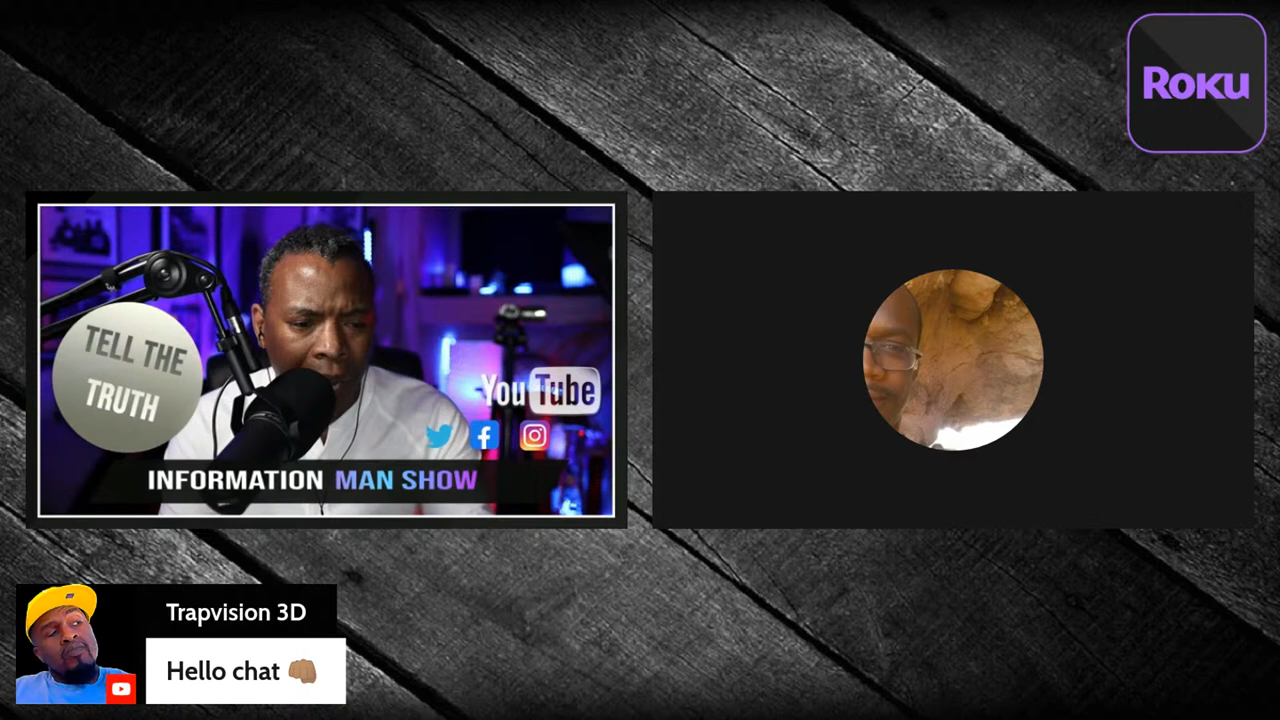 Roku
TELL THE
TRUTH
YouTube
INFORMATION MAN SHOW
Trapvision 3D
Hello chat 👊🏽